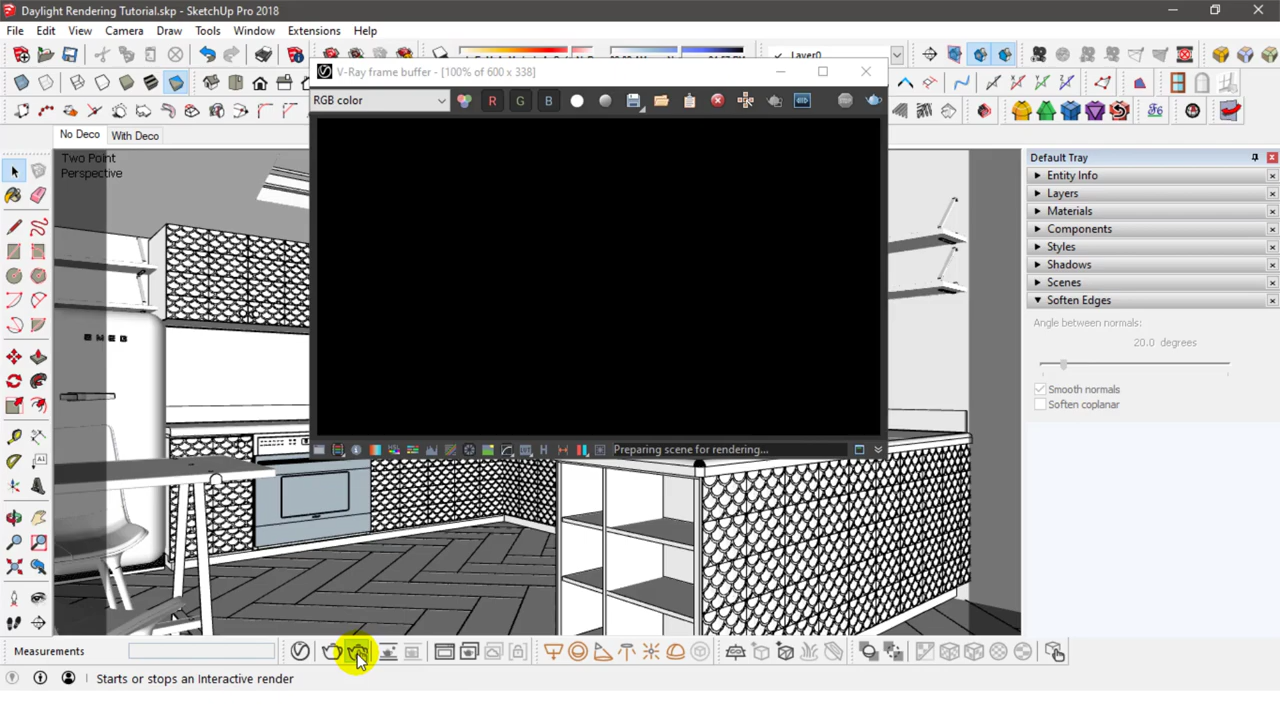 Daylight Rendering Tutorial.skp - SketchUp Pro 2018
File Edit View Camera Draw Tools Window Extensions Help
Layer0
V-Ray frame buffer - [100% of 600 x 338]
RGB color
R G B
No Deco With Deco
Two Point
Perspective
SMEG
H
Preparing scene for rendering...
Default Tray
Entity Info
Layers
Materials
Components
Styles
Shadows
Scenes
Soften Edges
Angle between normals:
20.0 degrees
Smooth normals
Soften coplanar
Measurements
Starts or stops an Interactive render